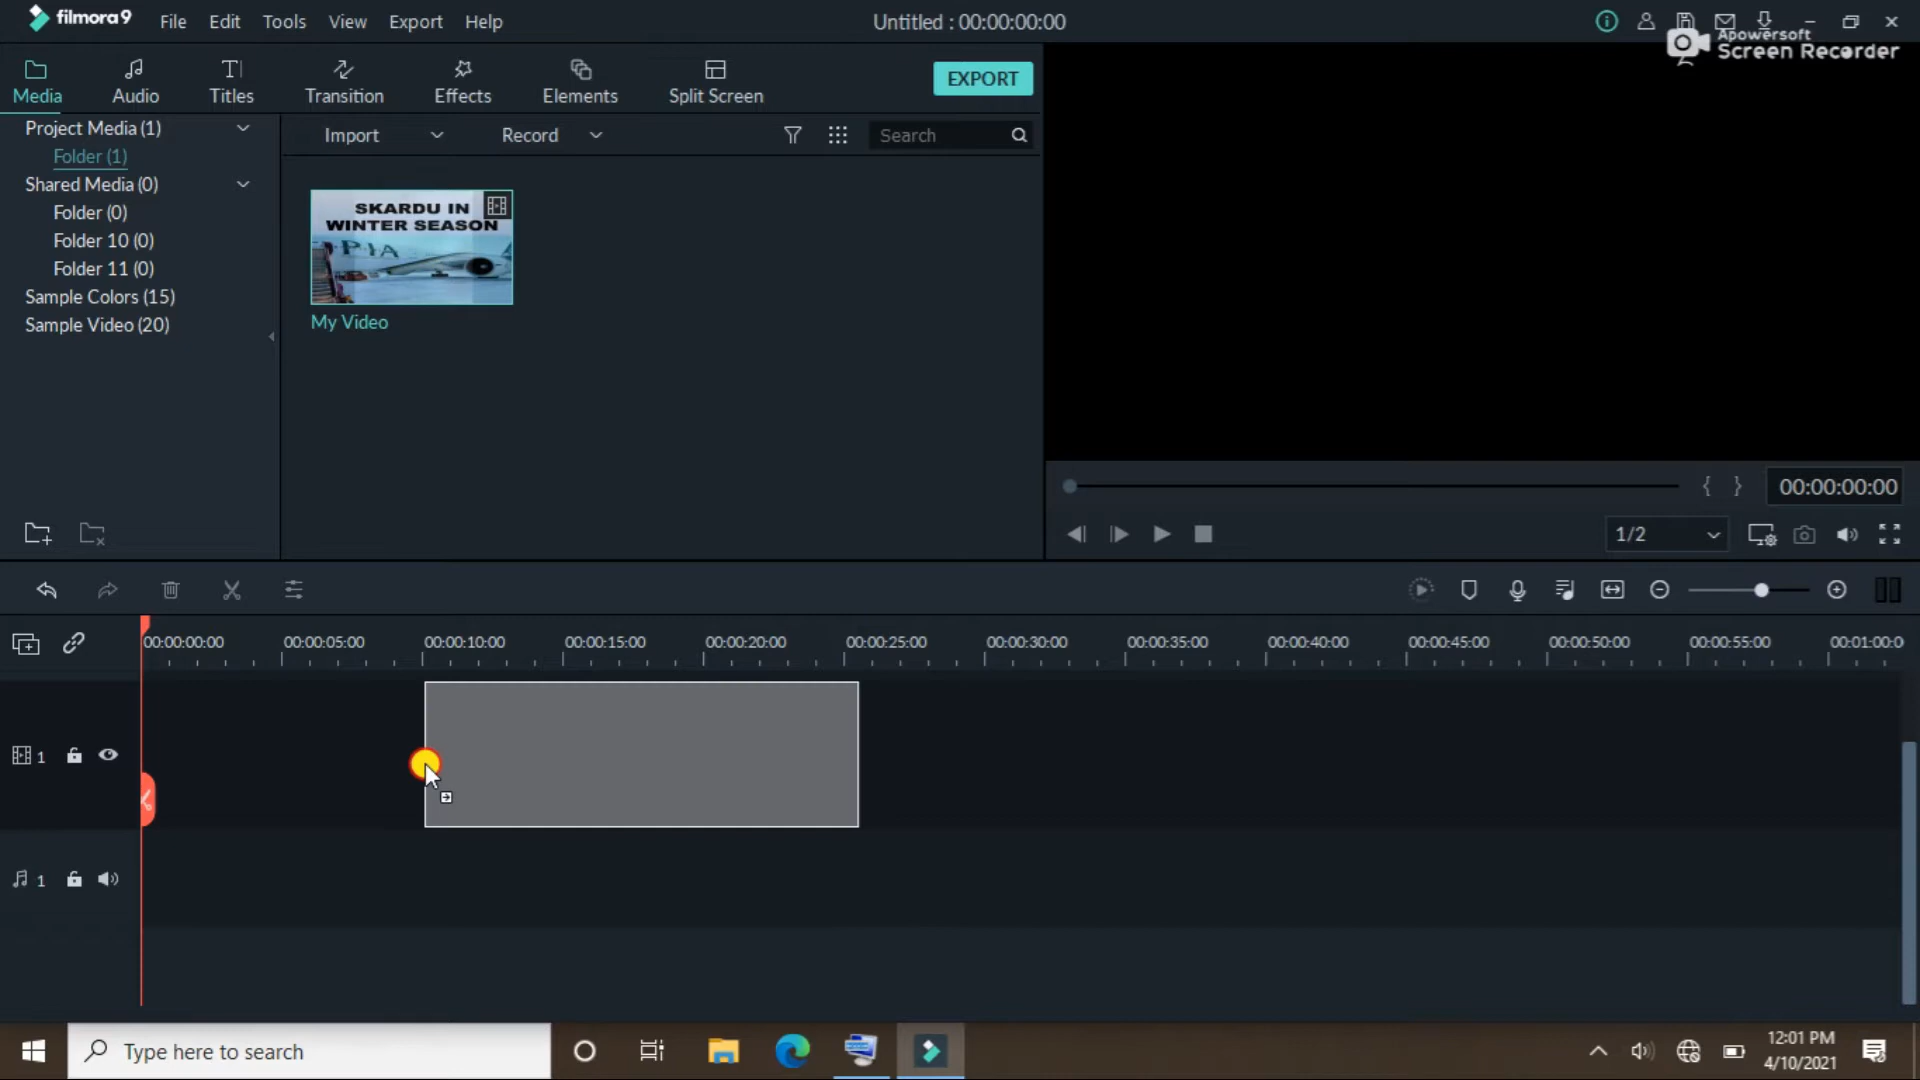 filmora9 File Edit Tools View Export Help Untitled : 00:00:00:00
Apowersoft
Screen Recorder
Media Audio Titles Transition Effects Elements Split Screen EXPORT
Project Media (1) Import Record Search
Folder (1)
Shared Media (0)
Folder (0)
Folder 10 (0)
Folder 11 (0)
Sample Colors (15)
Sample Video (20)
SKARDU IN
WINTER SEASON
PIA
My Video
{ } 00:00:00:00
1/2
00:00:00:00 00:00:05:00 00:00:10:00 00:00:15:00 00:00:20:00 00:00:25:00 00:00:30:00 00:00:35:00 00:00:40:00 00:00:45:00 00:00:50:00 00:00:55:00 00:01:00:0
1
1
Type here to search
12:01 PM
4/10/2021